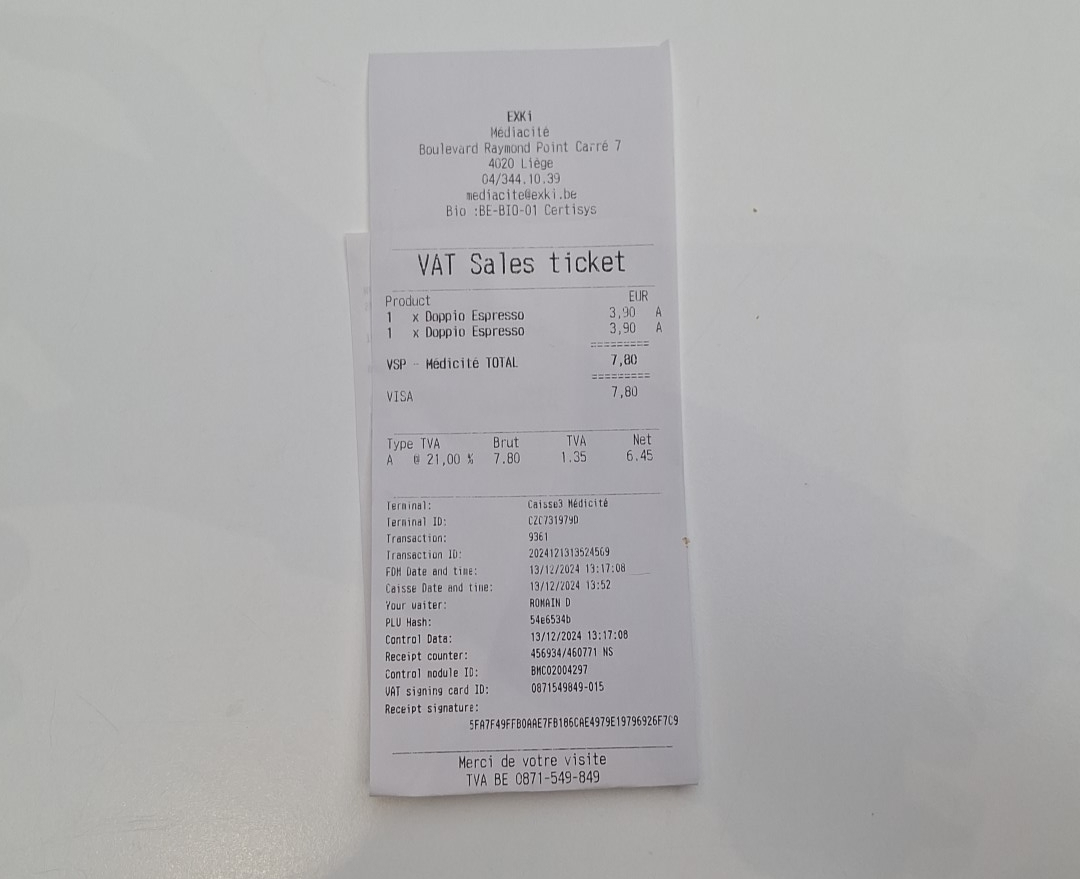 EXKi
Médiacité
Boulevard Raymond Point Carré 7
4020 Liège
04/344.10.39
mediacite@exki.be
Bio :BE-BIO-01 Certisys
VAT Sales ticket
Product EUR
1 x Doppio Espresso 3,90 A
1 x Doppio Espresso 3,90 A
=========
VSP - Médicité TOTAL 7,80
=========
VISA 7,80
Type TVA Brut TVA Net
A @ 21,00 % 7.80 1.35 6.45
Terminal: Caisse3 Médicité
Terminal ID: CZC731979D
Transaction: 9361
Transaction ID: 2024121313524569
FDM Date and time: 13/12/2024 13:17:08
Caisse Date and time: 13/12/2024 13:52
Your waiter: ROMAIN D
PLU Hash: 54e6534b
Control Data: 13/12/2024 13:17:08
Receipt counter: 456934/460771 NS
Control module ID: BMC02004297
VAT signing card ID: 0871549849-015
Receipt signature:
5FA7F49FFB0AAE7FB186CAE4979E19796926F7C9
Merci de votre visite
TVA BE 0871-549-849